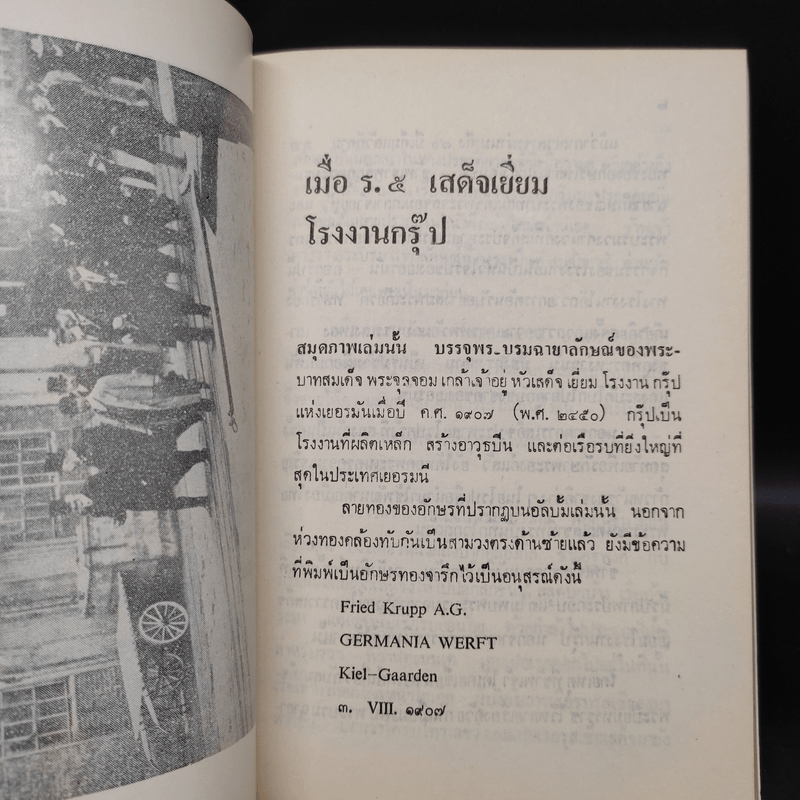 เมื่อ ร. ๕ เสด็จเยี่ยม
โรงงานกรุ๊ป
สมุดภาพเล่มนั้น บรรจุพระบรมฉายาลักษณ์ของพระ-
บาทสมเด็จ พระจุลจอม เกล้าเจ้าอยู่ หัวเสด็จ เยี่ยม โรงงาน กรุ๊ป
แห่งเยอรมันเมื่อปี ค.ศ. ๑๙๐๗ (พ.ศ. ๒๔๕๐) กรุ๊ปเป็น
โรงงานที่ผลิตเหล็ก สร้างอาวุธปืน และต่อเรือรบที่ยิ่งใหญ่ที่
สุดในประเทศเยอรมนี
ลายทองของอักษรที่ปรากฏบนอัลบั้มเล่มนั้น นอกจาก
ห่วงทองคล้องทับกันเป็นสามวงตรงด้านซ้ายแล้ว ยังมีข้อความ
ที่พิมพ์เป็นอักษรทองจารึกไว้เป็นอนุสรณ์ดังนี้
Fried Krupp A.G.
GERMANIA WERFT
Kiel-Gaarden
๓. VIII. ๑๙๐๗